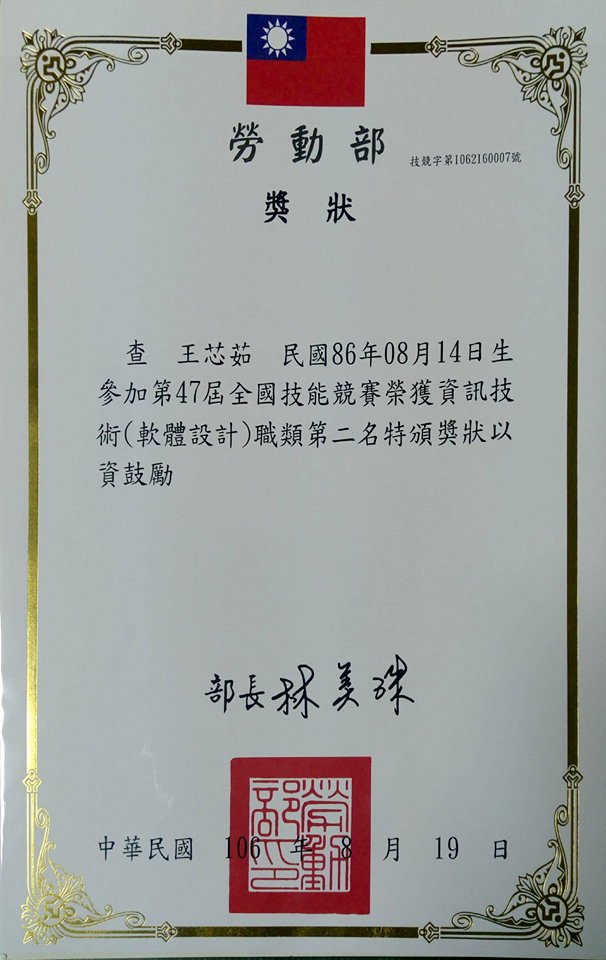 勞動部
技競字第1062160007號
獎狀
查 王芯茹 民國86年08月14日生
參加第47屆全國技能競賽榮獲資訊技
術(軟體設計)職類第二名特頒獎狀以
資鼓勵
部長 林美珠
中華民國 106 年 8 月 19 日
勞動部印